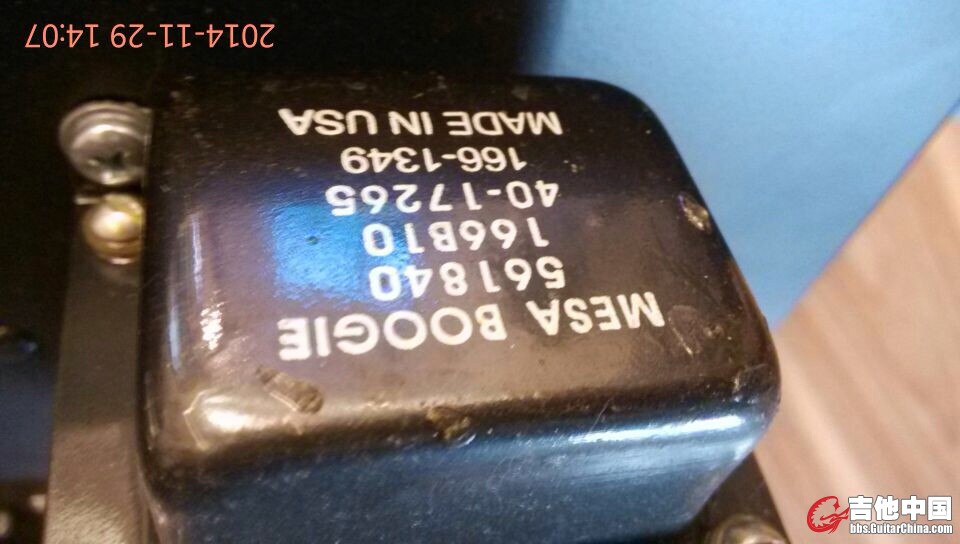 MESA BOOGIE
561840
166B10
40-17265
166-1349
MADE IN USA
2014-11-29 14:07
吉他中国
bbs.GuitarChina.com